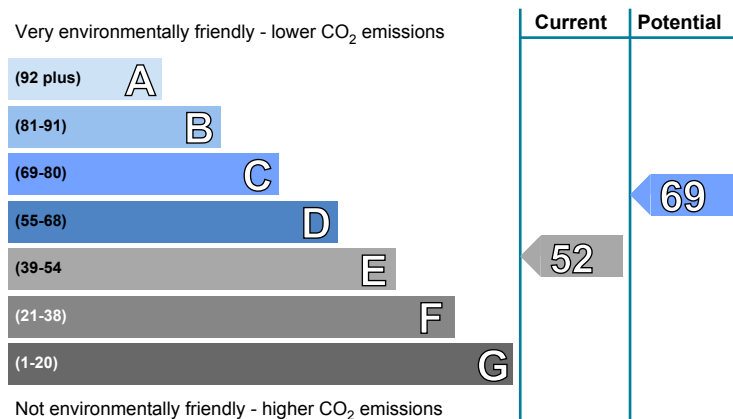 Current Potential
Very environmentally friendly - lower CO₂ emissions
(92 plus) A
(81-91) B
(69-80) C
69
(55-68) D
(39-54 E
52
(21-38) F
(1-20) G
Not environmentally friendly - higher CO₂ emissions